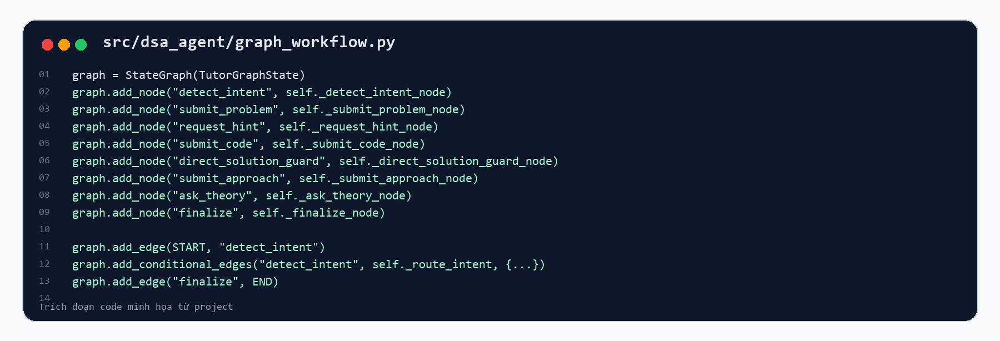 src/dsa_agent/graph_workflow.py
01 graph = StateGraph(TutorGraphState)
02 graph.add_node("detect_intent", self._detect_intent_node)
03 graph.add_node("submit_problem", self._submit_problem_node)
04 graph.add_node("request_hint", self._request_hint_node)
05 graph.add_node("submit_code", self._submit_code_node)
06 graph.add_node("direct_solution_guard", self._direct_solution_guard_node)
07 graph.add_node("submit_approach", self._submit_approach_node)
08 graph.add_node("ask_theory", self._ask_theory_node)
09 graph.add_node("finalize", self._finalize_node)
10
11 graph.add_edge(START, "detect_intent")
12 graph.add_conditional_edges("detect_intent", self._route_intent, {...})
13 graph.add_edge("finalize", END)
14
Trích đoạn code minh họa từ project